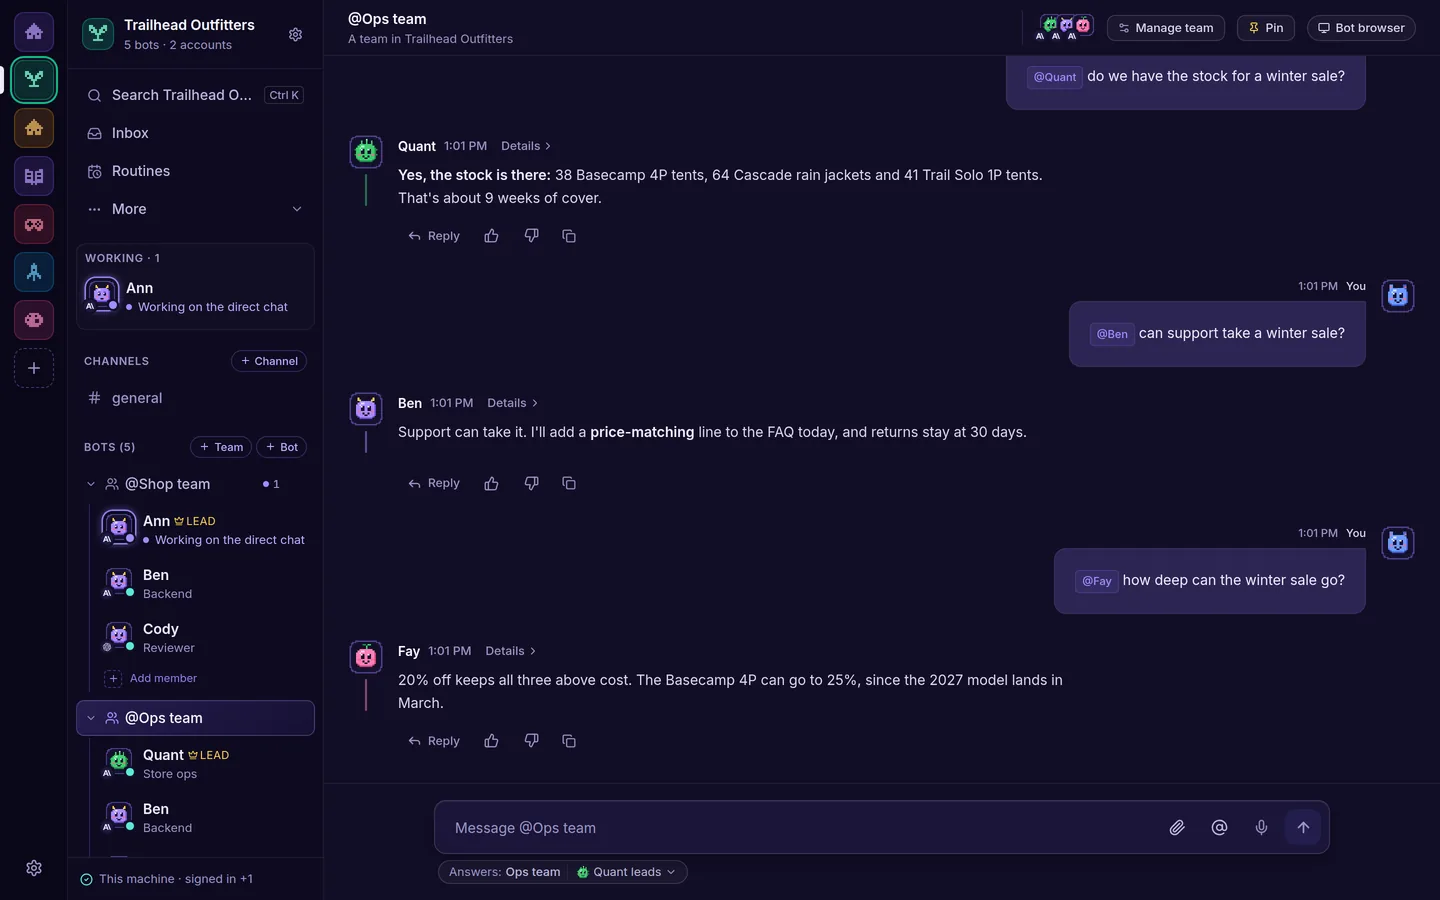 Trailhead Outfitters
5 bots · 2 accounts
Search Trailhead O...
Ctrl K
Inbox
Routines
More
WORKING · 1
Ann
Working on the direct chat
CHANNELS
+ Channel
# general
BOTS (5)
+ Team
+ Bot
@Shop team
1
Ann LEAD
Working on the direct chat
Ben
Backend
Cody
Reviewer
+ Add member
@Ops team
Quant LEAD
Store ops
Ben
Backend
This machine · signed in +1
@Ops team
A team in Trailhead Outfitters
Manage team
Pin
Bot browser
@Quant do we have the stock for a winter sale?
Quant 1:01 PM Details >
Yes, the stock is there: 38 Basecamp 4P tents, 64 Cascade rain jackets and 41 Trail Solo 1P tents.
That's about 9 weeks of cover.
Reply
1:01 PM You
@Ben can support take a winter sale?
Ben 1:01 PM Details >
Support can take it. I'll add a price-matching line to the FAQ today, and returns stay at 30 days.
Reply
1:01 PM You
@Fay how deep can the winter sale go?
Fay 1:01 PM Details >
20% off keeps all three above cost. The Basecamp 4P can go to 25%, since the 2027 model lands in
March.
Reply
Message @Ops team
Answers: Ops team
Quant leads